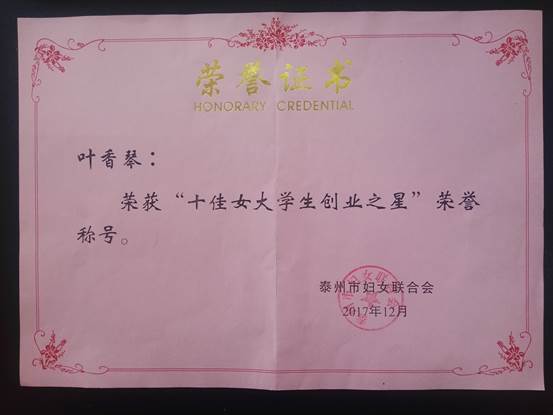 荣誉证书
HONORARY CREDENTIAL
叶香琴：
荣获“十佳女大学生创业之星”荣誉
称号。
泰州市妇女联合会
2017年12月